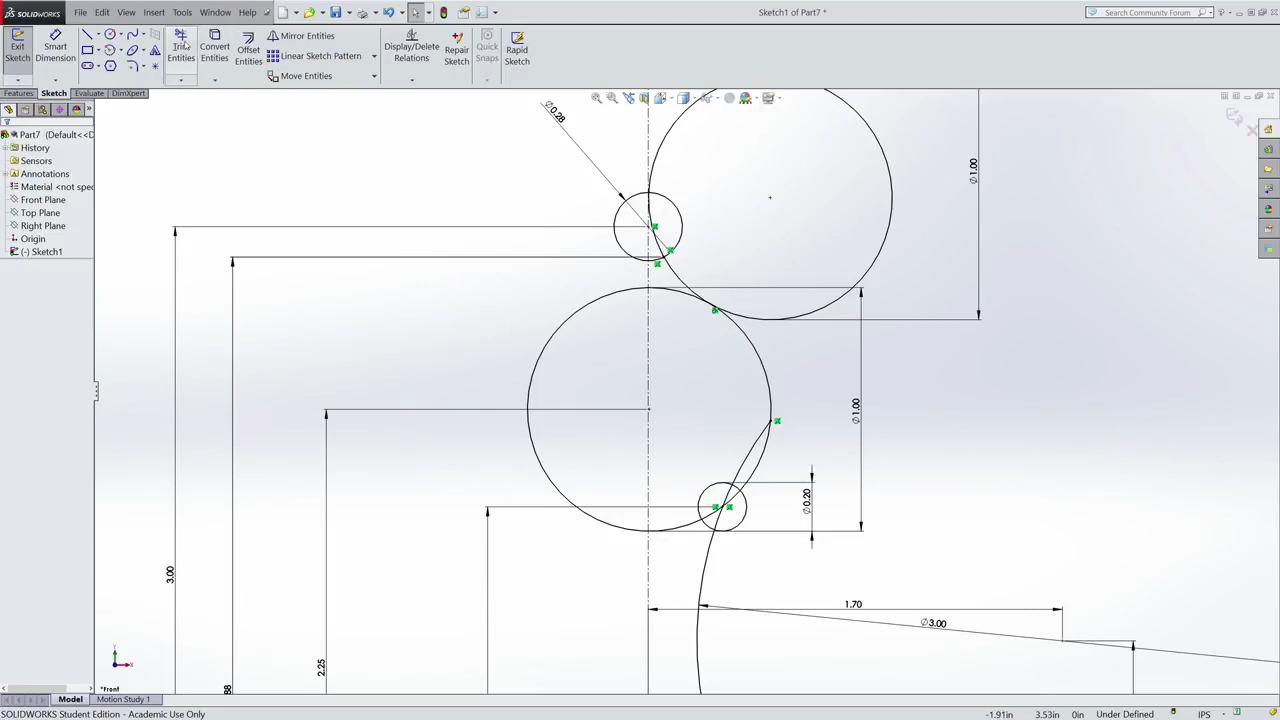 SOLIDWORKS
File Edit View Insert Tools Window Help
Sketch1 of Part7 *
Search Community Forum
Exit Sketch
Smart Dimension
Trim Entities
Convert Entities
Offset Entities
Mirror Entities
Linear Sketch Pattern
Move Entities
Display/Delete Relations
Repair Sketch
Quick Snaps
Rapid Sketch
Features Sketch Evaluate DimXpert
Part7 (Default<<D
History
Sensors
Annotations
Material <not spe
Front Plane
Top Plane
Right Plane
Origin
(-) Sketch1
Ø0.28
Ø1.00
Ø1.00
Ø0.20
3.00
88
2.25
1.70
Ø3.00
Y
X
*Front
Model Motion Study 1
SOLIDWORKS Student Edition - Academic Use Only
-1.91in 3.53in 0in Under Defined IPS